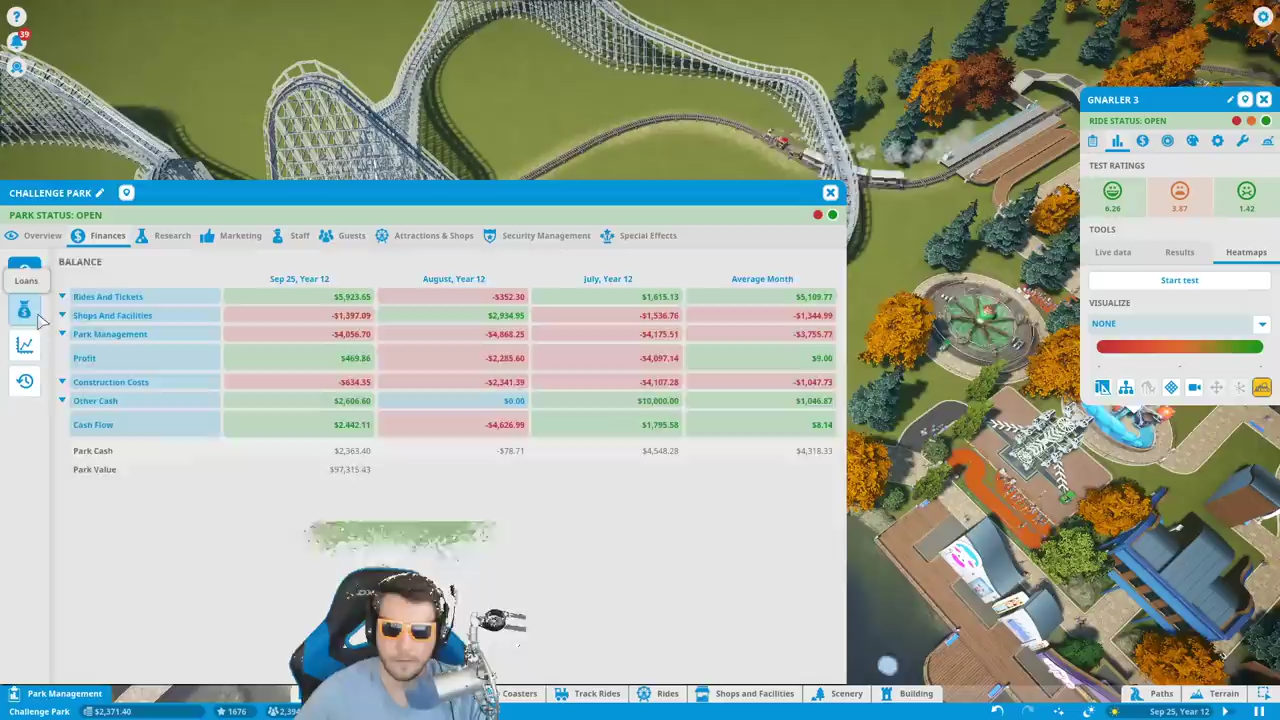 ?
39
GNARLER 3
RIDE STATUS: OPEN
TEST RATINGS
6.26 3.87 1.42
TOOLS
Live data Results Heatmaps
Start test
VISUALIZE
NONE
CHALLENGE PARK
PARK STATUS: OPEN
Overview Finances Research Marketing Staff Guests Attractions & Shops Security Management Special Effects
Loans
BALANCE
Sep 25, Year 12 August, Year 12 July, Year 12 Average Month
Rides And Tickets $5,923.65 -$352.30 $1,615.13 $5,109.77
Shops And Facilities -$1,397.09 $2,934.95 -$1,536.76 -$1,344.99
Park Management -$4,056.70 -$4,868.25 -$4,175.51 -$3,755.77
Profit $469.86 -$2,285.60 -$4,097.14 $9.00
Construction Costs -$634.35 -$2,341.39 -$4,107.28 -$1,047.73
Other Cash $2,606.60 $0.00 $10,000.00 $1,046.87
Cash Flow $2,442.11 -$4,626.99 $1,795.58 $8.14
Park Cash $2,363.40 -$78.71 $4,548.28 $4,318.33
Park Value $97,315.43
Park Management Coasters Track Rides Rides Shops and Facilities Scenery Building Paths Terrain
Challenge Park $2,371.40 1676 2,394 Sep 25, Year 12